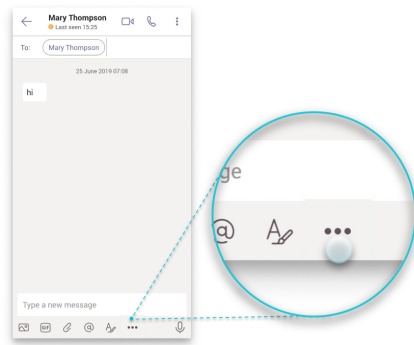 Mary Thompson
Last seen 15:25
To: Mary Thompson
25 June 2019 07:08
hi
Type a new message
GIF @ A
ge
@ A